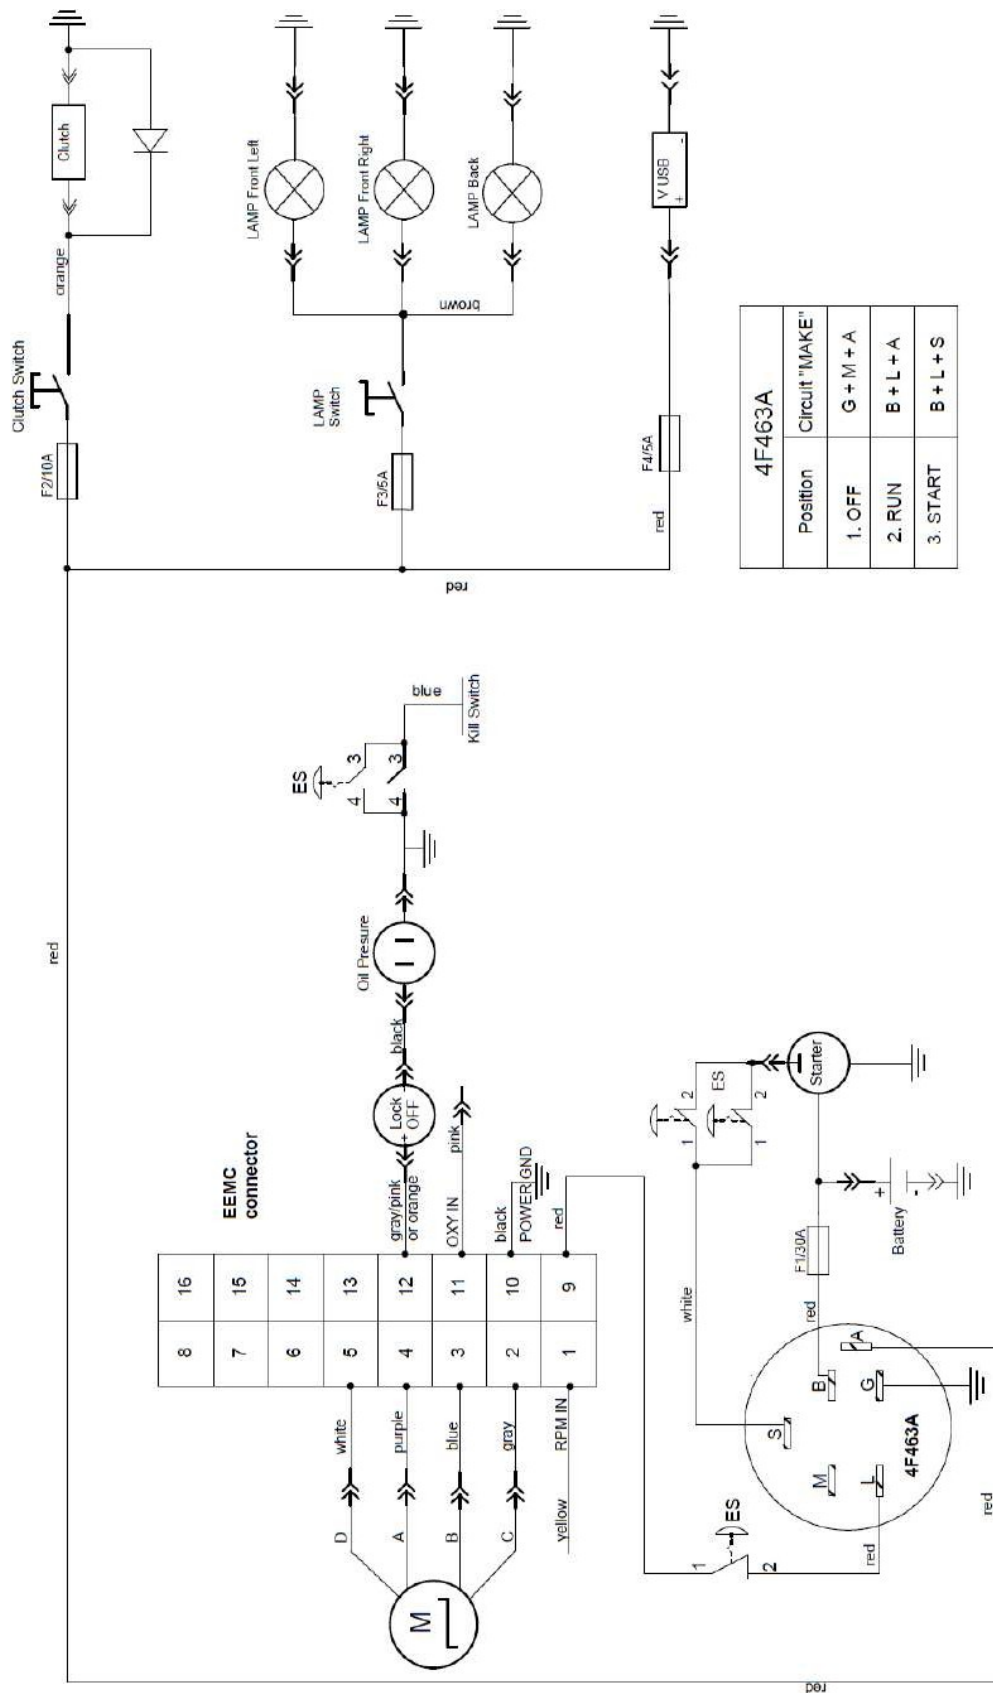 Clutch
orange
Clutch Switch
F2/10A
LAMP Front Left
LAMP Front Right
LAMP Back
brown
LAMP
Switch
F3/5A
V USB
+
-
F4/5A
red
red
red
4F463A
Position
Circuit "MAKE"
1. OFF
G + M + A
2. RUN
B + L + A
3. START
B + L + S
blue
Kill Switch
ES
3
4
3
4
Oil Presure
black
Lock
OFF
+
gray/pink
or orange
pink
OXY IN
black
POWER GND
red
EEMC
connector
8
16
7
15
6
14
5
13
4
12
3
11
2
10
1
9
white
purple
blue
gray
RPM IN
yellow
D
A
B
C
M
ES
1
2
1
2
Starter
Battery
+
-
F1/30A
red
white
S
B
A
G
M
L
4F463A
ES
1
2
red
red
red